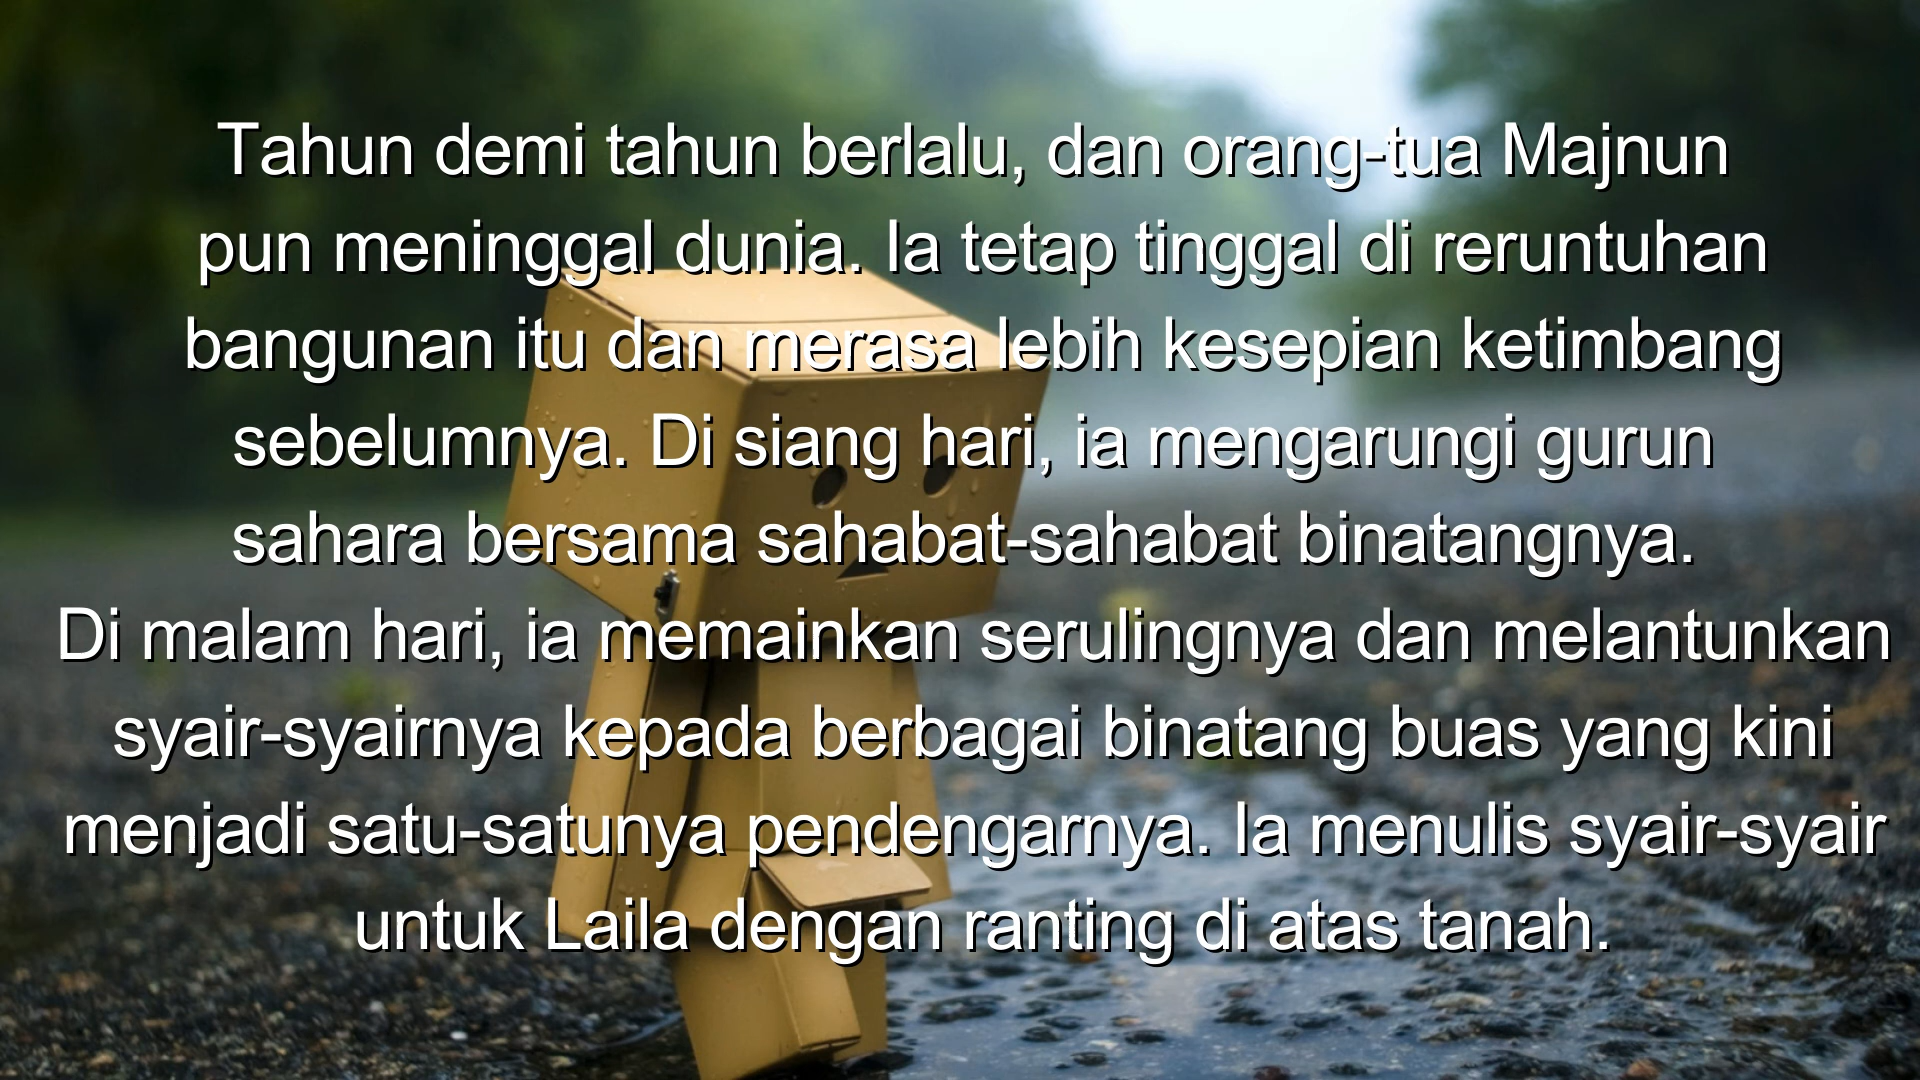 Tahun demi tahun berlalu, dan orang-tua Majnun
pun meninggal dunia. Ia tetap tinggal di reruntuhan
bangunan itu dan merasa lebih kesepian ketimbang
sebelumnya. Di siang hari, ia mengarungi gurun
sahara bersama sahabat-sahabat binatangnya.
Di malam hari, ia memainkan serulingnya dan melantunkan
syair-syairnya kepada berbagai binatang buas yang kini
menjadi satu-satunya pendengarnya. Ia menulis syair-syair
untuk Laila dengan ranting di atas tanah.